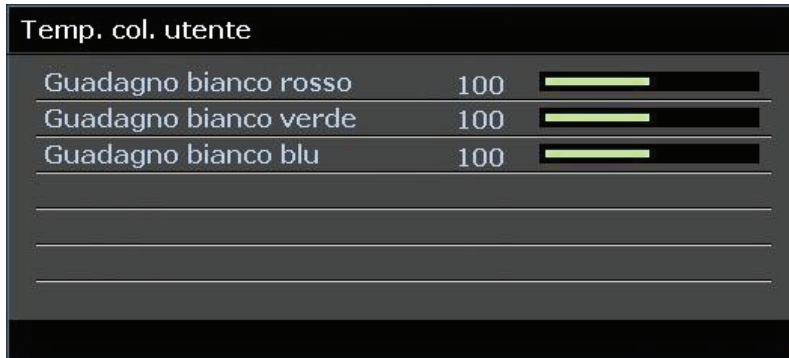 Temp. col. utente
Guadagno bianco rosso 100
Guadagno bianco verde 100
Guadagno bianco blu 100